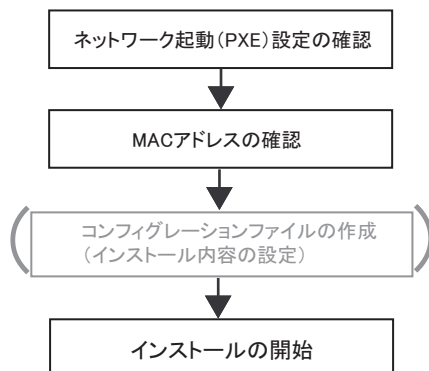 ネットワーク起動（PXE）設定の確認
MACアドレスの確認
コンフィグレーションファイルの作成
（インストール内容の設定）
インストールの開始